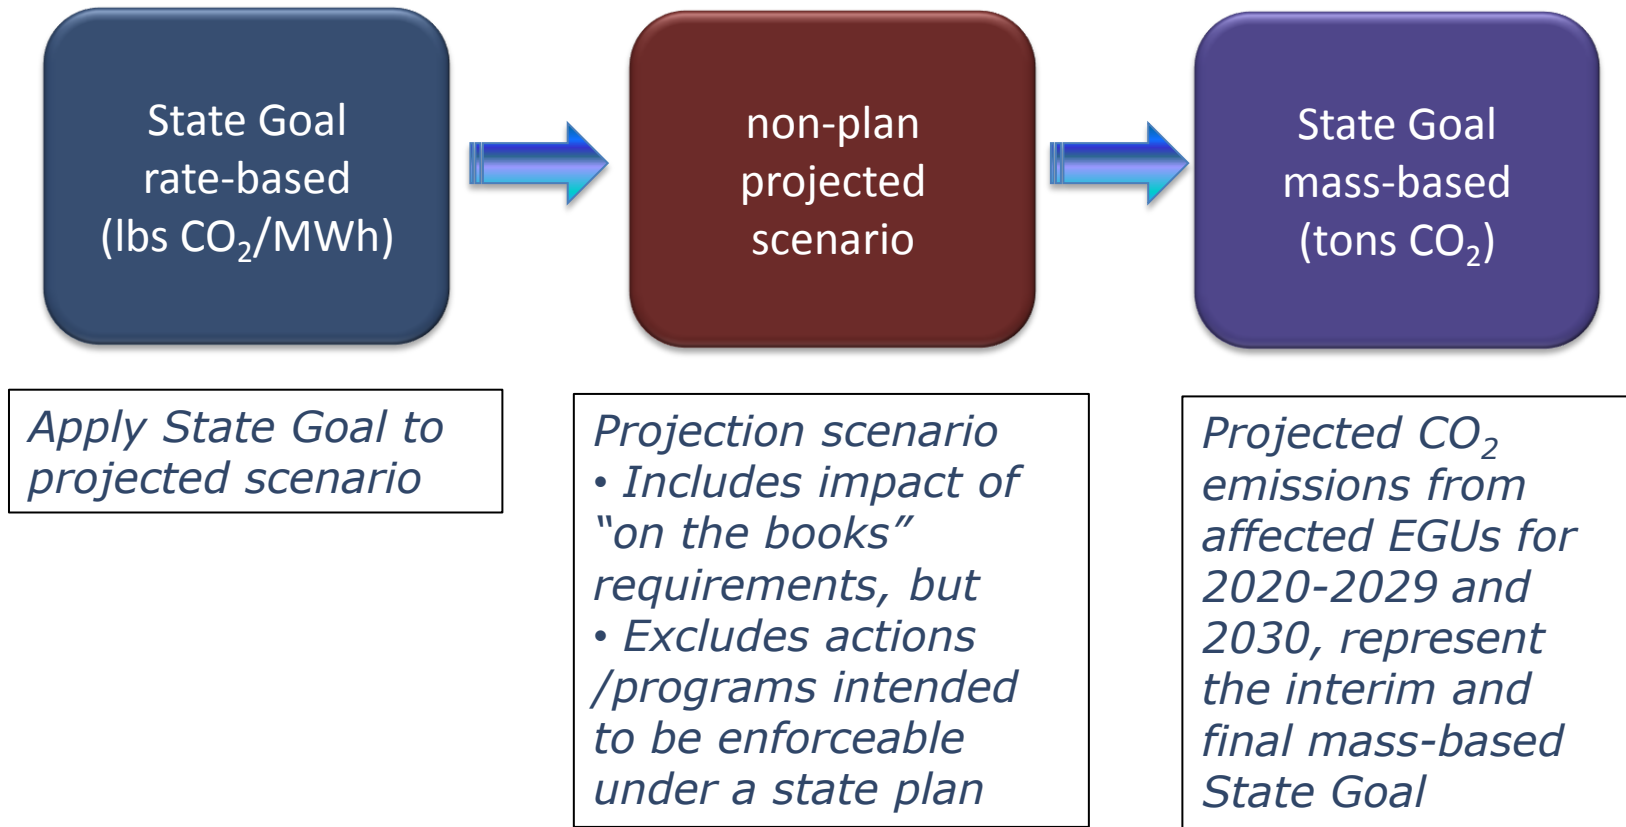 State Goal
rate-based
(lbs CO₂/MWh)
non-plan
projected
scenario
State Goal
mass-based
(tons CO₂)
Apply State Goal to
projected scenario
Projection scenario
• Includes impact of
“on the books”
requirements, but
• Excludes actions
/programs intended
to be enforceable
under a state plan
Projected CO₂
emissions from
affected EGUs for
2020-2029 and
2030, represent
the interim and
final mass-based
State Goal